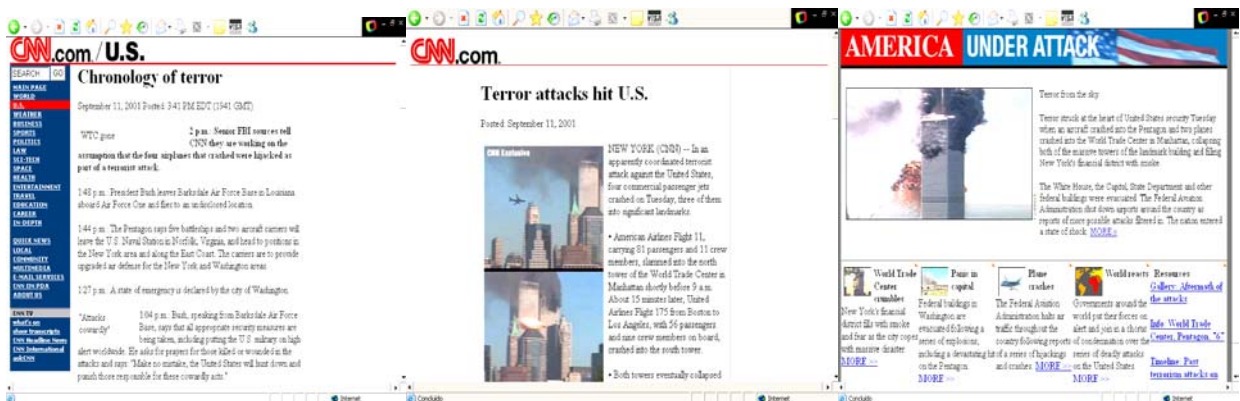 CNN.com./U.S.
SEARCH GO
MAIN PAGE
WORLD
U.S.
WEATHER
BUSINESS
SPORTS
POLITICS
LAW
SCI-TECH
SPACE
HEALTH
ENTERTAINMENT
TRAVEL
EDUCATION
CAREER
IN-DEPTH
QUICK NEWS
LOCAL
COMMUNITY
MULTIMEDIA
E-MAIL SERVICES
CNN ON PDA
ABOUT US
CNN TV
what's on
show transcripts
CNN Headline News
CNN International
askCNN
Chronology of terror
September 11, 2001 Posted: 3:41 PM EDT (1941 GMT)
"WTC gone
2 p.m.: Senior FBI sources tell
CNN they are working on the
assumption that the four airplanes that crashed were hijacked as
part of a terrorist attack.
1:48 p.m.: President Bush leaves Barksdale Air Force Base in Louisiana
aboard Air Force One and flies to an undisclosed location.
1:44 p.m.: The Pentagon says five battleships and two aircraft carriers will
leave the U.S. Naval Station in Norfolk, Virginia, and head to positions in
the New York area and along the East Coast. The carriers are to provide
upgraded air defense for the New York and Washington areas.
1:27 p.m.: A state of emergency is declared by the city of Washington.
"Attacks
cowardly"
1:04 p.m.: Bush, speaking from Barksdale Air Force
Base, says that all appropriate security measures are
being taken, including putting the U.S. military on high
alert worldwide. He asks for prayers for those killed or wounded in the
attacks and says: "Make no mistake, the United States will hunt down and
punish those responsible for these cowardly acts."
Internet
CNN.com.
Terror attacks hit U.S.
Posted: September 11, 2001
CNN Exclusive
NEW YORK (CNN) -- In an
apparently coordinated terrorist
attack against the United States,
four commercial passenger jets
crashed on Tuesday, three of them
into significant landmarks.
• American Airlines Flight 11,
carrying 81 passengers and 11 crew
members, slammed into the north
tower of the World Trade Center in
Manhattan shortly before 9 a.m.
About 15 minutes later, United
Airlines Flight 175 from Boston to
Los Angeles, with 56 passengers
and nine crew members on board,
crashed into the south tower.
• Both towers eventually collapsed
Concluído
Internet
AMERICA UNDER ATTACK
Terror from the sky
Terror struck at the heart of United States security Tuesday
when an aircraft crashed into the Pentagon and two planes
crashed into the World Trade Center in Manhattan, collapsing
both of the massive towers of the landmark building and filling
New York's financial district with smoke.
The White House, the Capitol, State Department and other
federal buildings were evacuated. The Federal Aviation
Administration shut down airports around the country as
reports of more possible attacks filtered in. The nation entered
a state of shock. MORE >
World Trade
Center
crumbles
New York's financial
district fills with smoke
and fear as the city copes
with massive disaster.
MORE >>
Panic in
capital
Federal buildings in
Washington are
evacuated following a
series of explosions,
including a devastating hit
on the Pentagon.
MORE >>
Plane
crashes
The Federal Aviation
Administration halts air
traffic throughout the
country following reports
of a series of hijackings
and crashes. MORE >>
World reacts
Governments around the
world put their forces on
alert and join in a chorus
of condemnation over the
series of deadly attacks
on the United States.
MORE >>
Resources
Gallery: Aftermath of
the attacks
Info: World Trade
Center, Pentagon, "6"
Timeline: Past
terrorism attacks on
Concluído
Internet